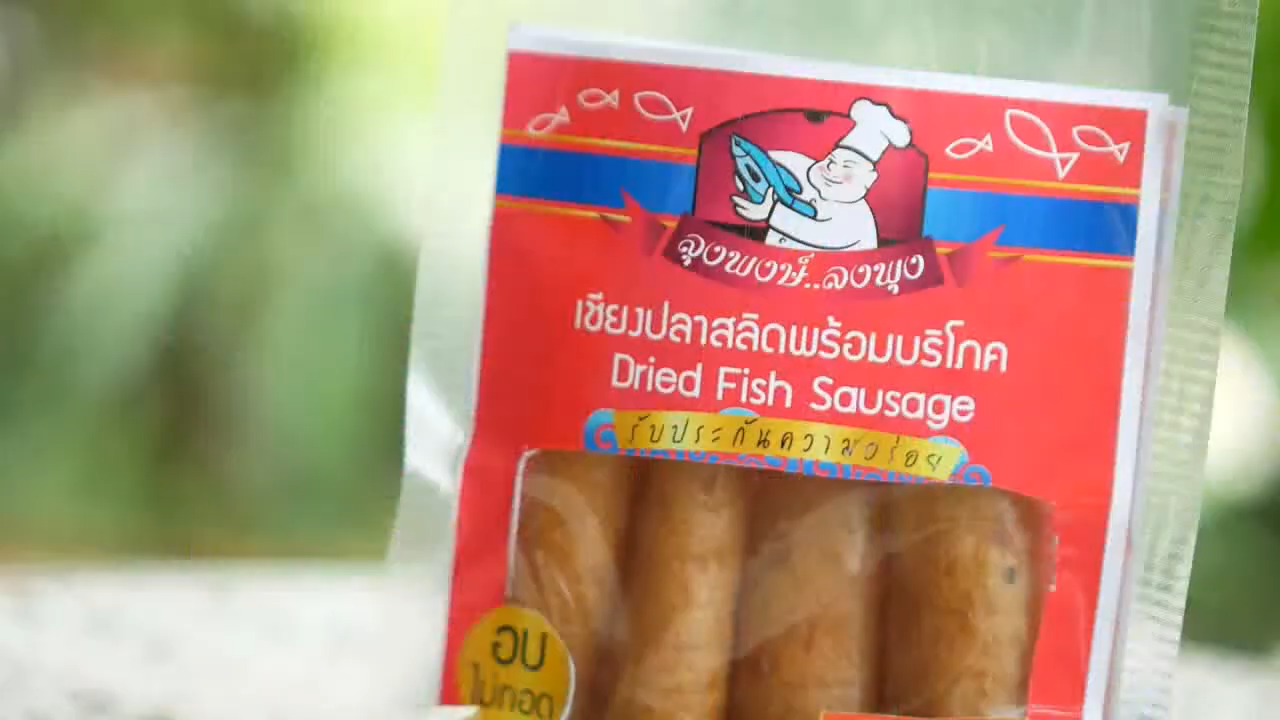 ลุงพงษ์..ลงพุง
เชียงปลาสลิดพร้อมบริโภค
Dried Fish Sausage
รับประกันความอร่อย
อบ
ไม่ทอด